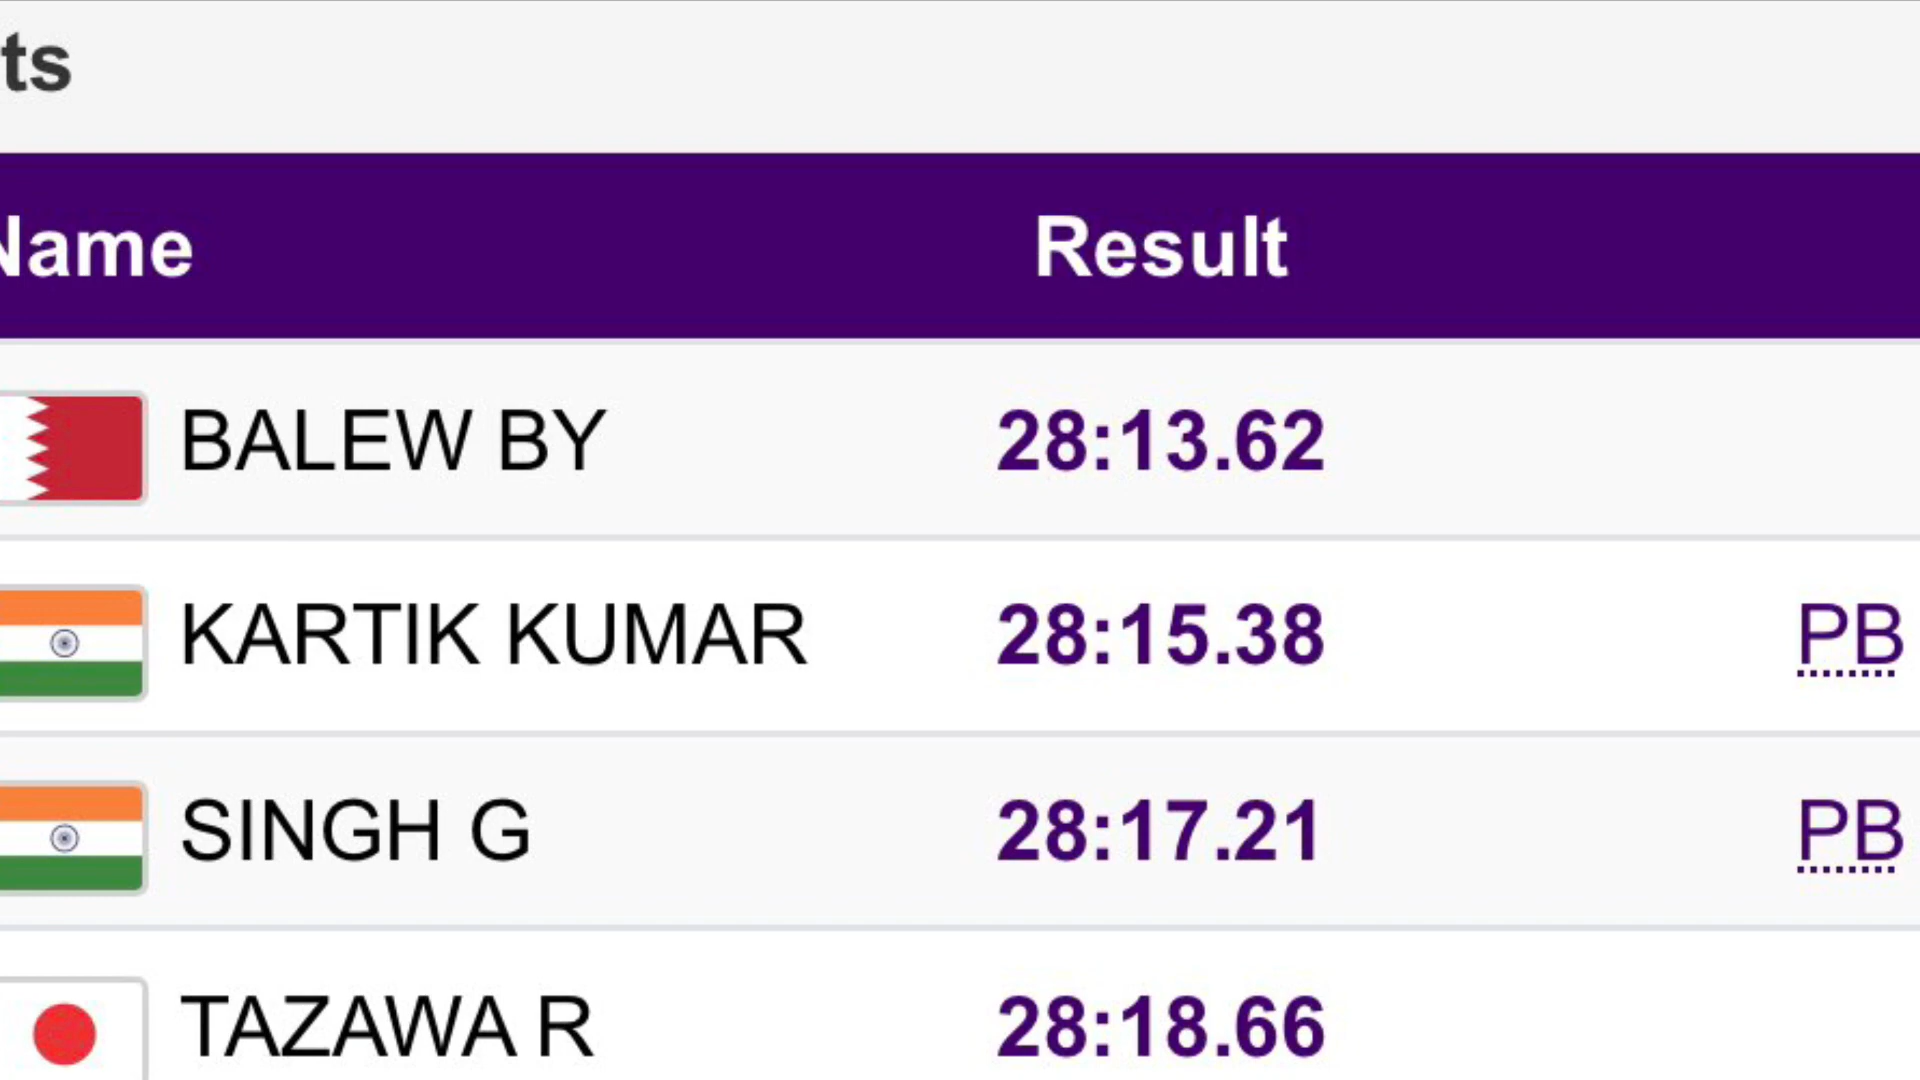 ts
Name Result
BALEW BY 28:13.62
KARTIK KUMAR 28:15.38 PB
SINGH G 28:17.21 PB
TAZAWA R 28:18.66